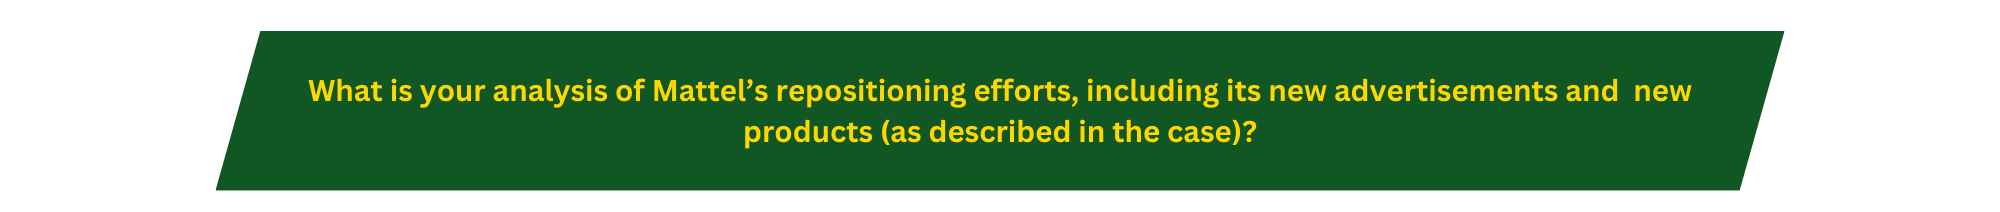 What is your analysis of Mattel’s repositioning efforts, including its new advertisements and  new
products (as described in the case)?